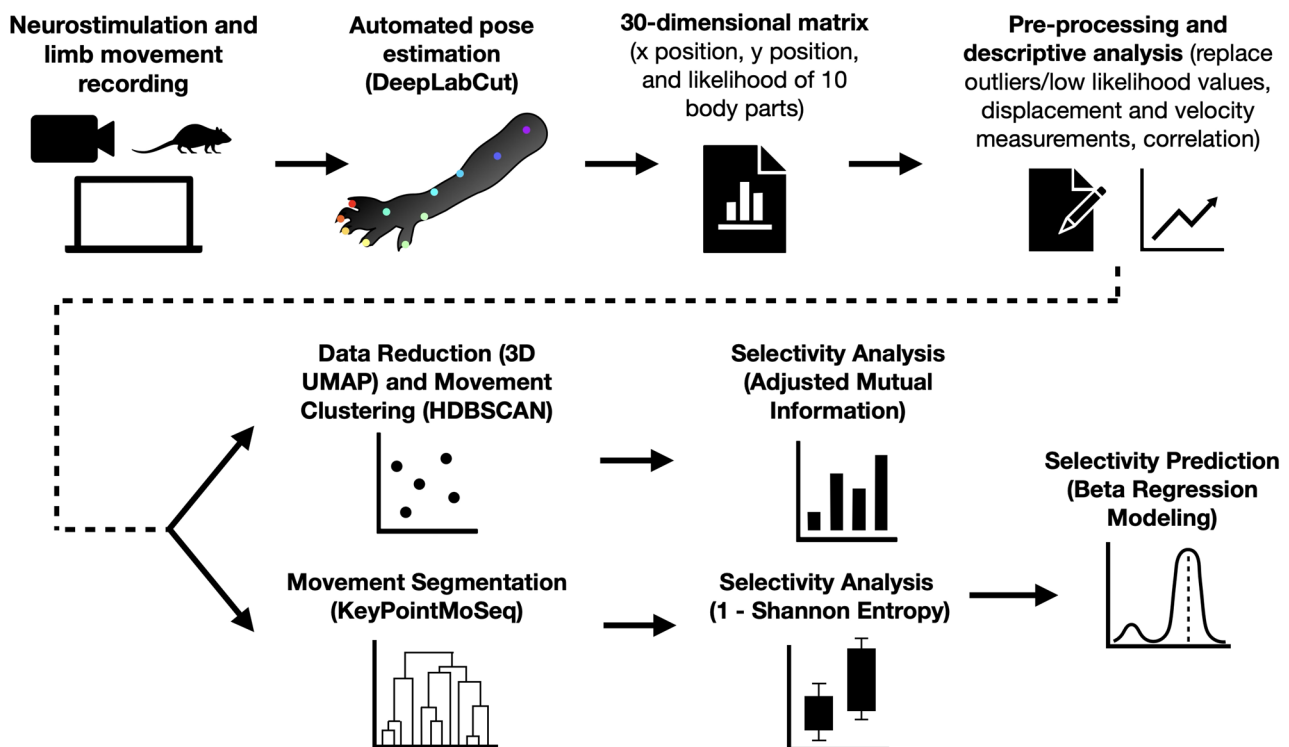 Neurostimulation and
limb movement
recording
Automated pose
estimation
(DeepLabCut)
30-dimensional matrix
(x position, y position,
and likelihood of 10
body parts)
Pre-processing and
descriptive analysis (replace
outliers/low likelihood values,
displacement and velocity
measurements, correlation)
Data Reduction (3D
UMAP) and Movement
Clustering (HDBSCAN)
Selectivity Analysis
(Adjusted Mutual
Information)
Movement Segmentation
(KeyPointMoSeq)
Selectivity Analysis
(1 - Shannon Entropy)
Selectivity Prediction
(Beta Regression
Modeling)